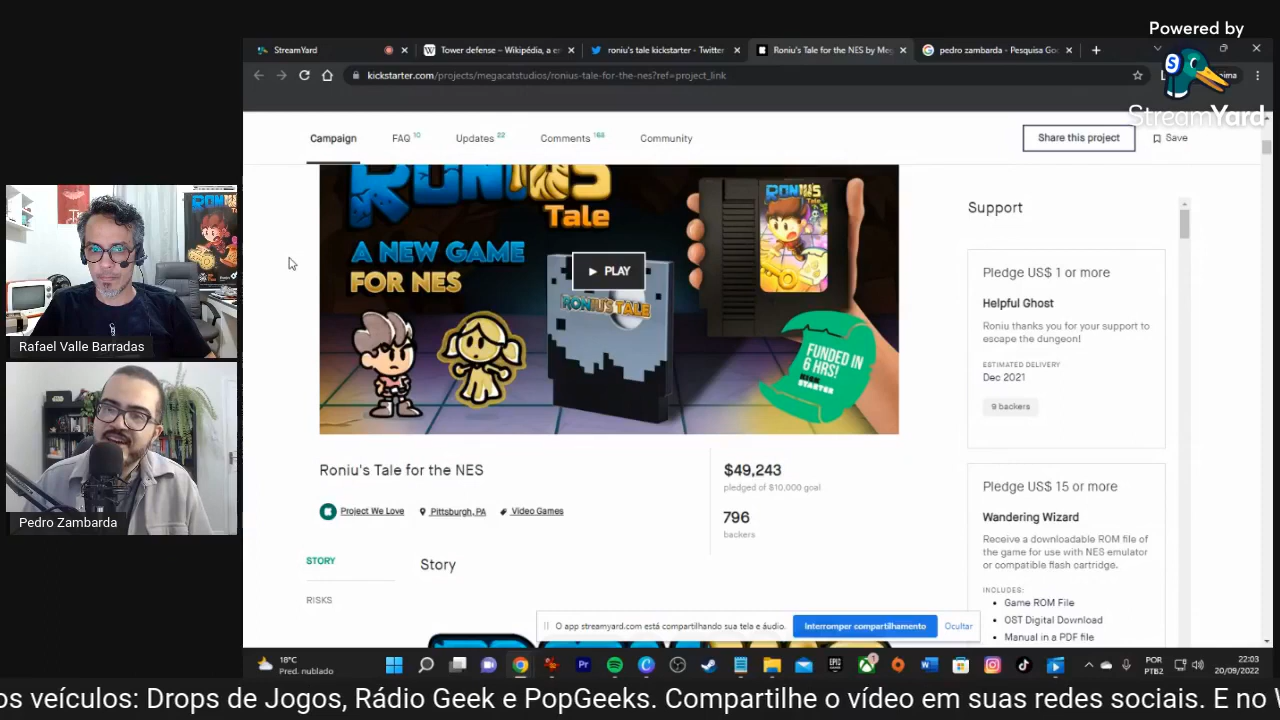 Powered by
StreamYard
StreamYard
Tower defense – Wikipédia, a en
roniu's tale kickstarter - Twitter
Roniu's Tale for the NES by Meg
pedro zambarda - Pesquisa Goo
kickstarter.com/projects/megacatstudios/ronius-tale-for-the-nes?ref=project_link
Campaign
FAQ 10
Updates 22
Comments 168
Community
Share this project
Save
RONIUS
Tale
A NEW GAME
FOR NES
PLAY
RONIU'S TALE
FUNDED IN
6 HRS!
KICK
STARTER
Support
Pledge US$ 1 or more
Helpful Ghost
Roniu thanks you for your support to
escape the dungeon!
ESTIMATED DELIVERY
Dec 2021
9 backers
Roniu's Tale for the NES
Project We Love
Pittsburgh, PA
Video Games
$49,243
pledged of $10,000 goal
796
backers
Pledge US$ 15 or more
Wandering Wizard
Receive a downloadable ROM file of
the game for use with NES emulator
or compatible flash cartridge.
INCLUDES:
Game ROM File
OST Digital Download
Manual in a PDF file
STORY
RISKS
Story
O app streamyard.com está compartilhando sua tela e áudio.
Interromper compartilhamento
Ocultar
Rafael Valle Barradas
Pedro Zambarda
18°C
Pred. nublado
POR
PTB2
22:03
20/09/2022
os veículos: Drops de Jogos, Rádio Geek e PopGeeks. Compartilhe o vídeo em suas redes sociais. E no